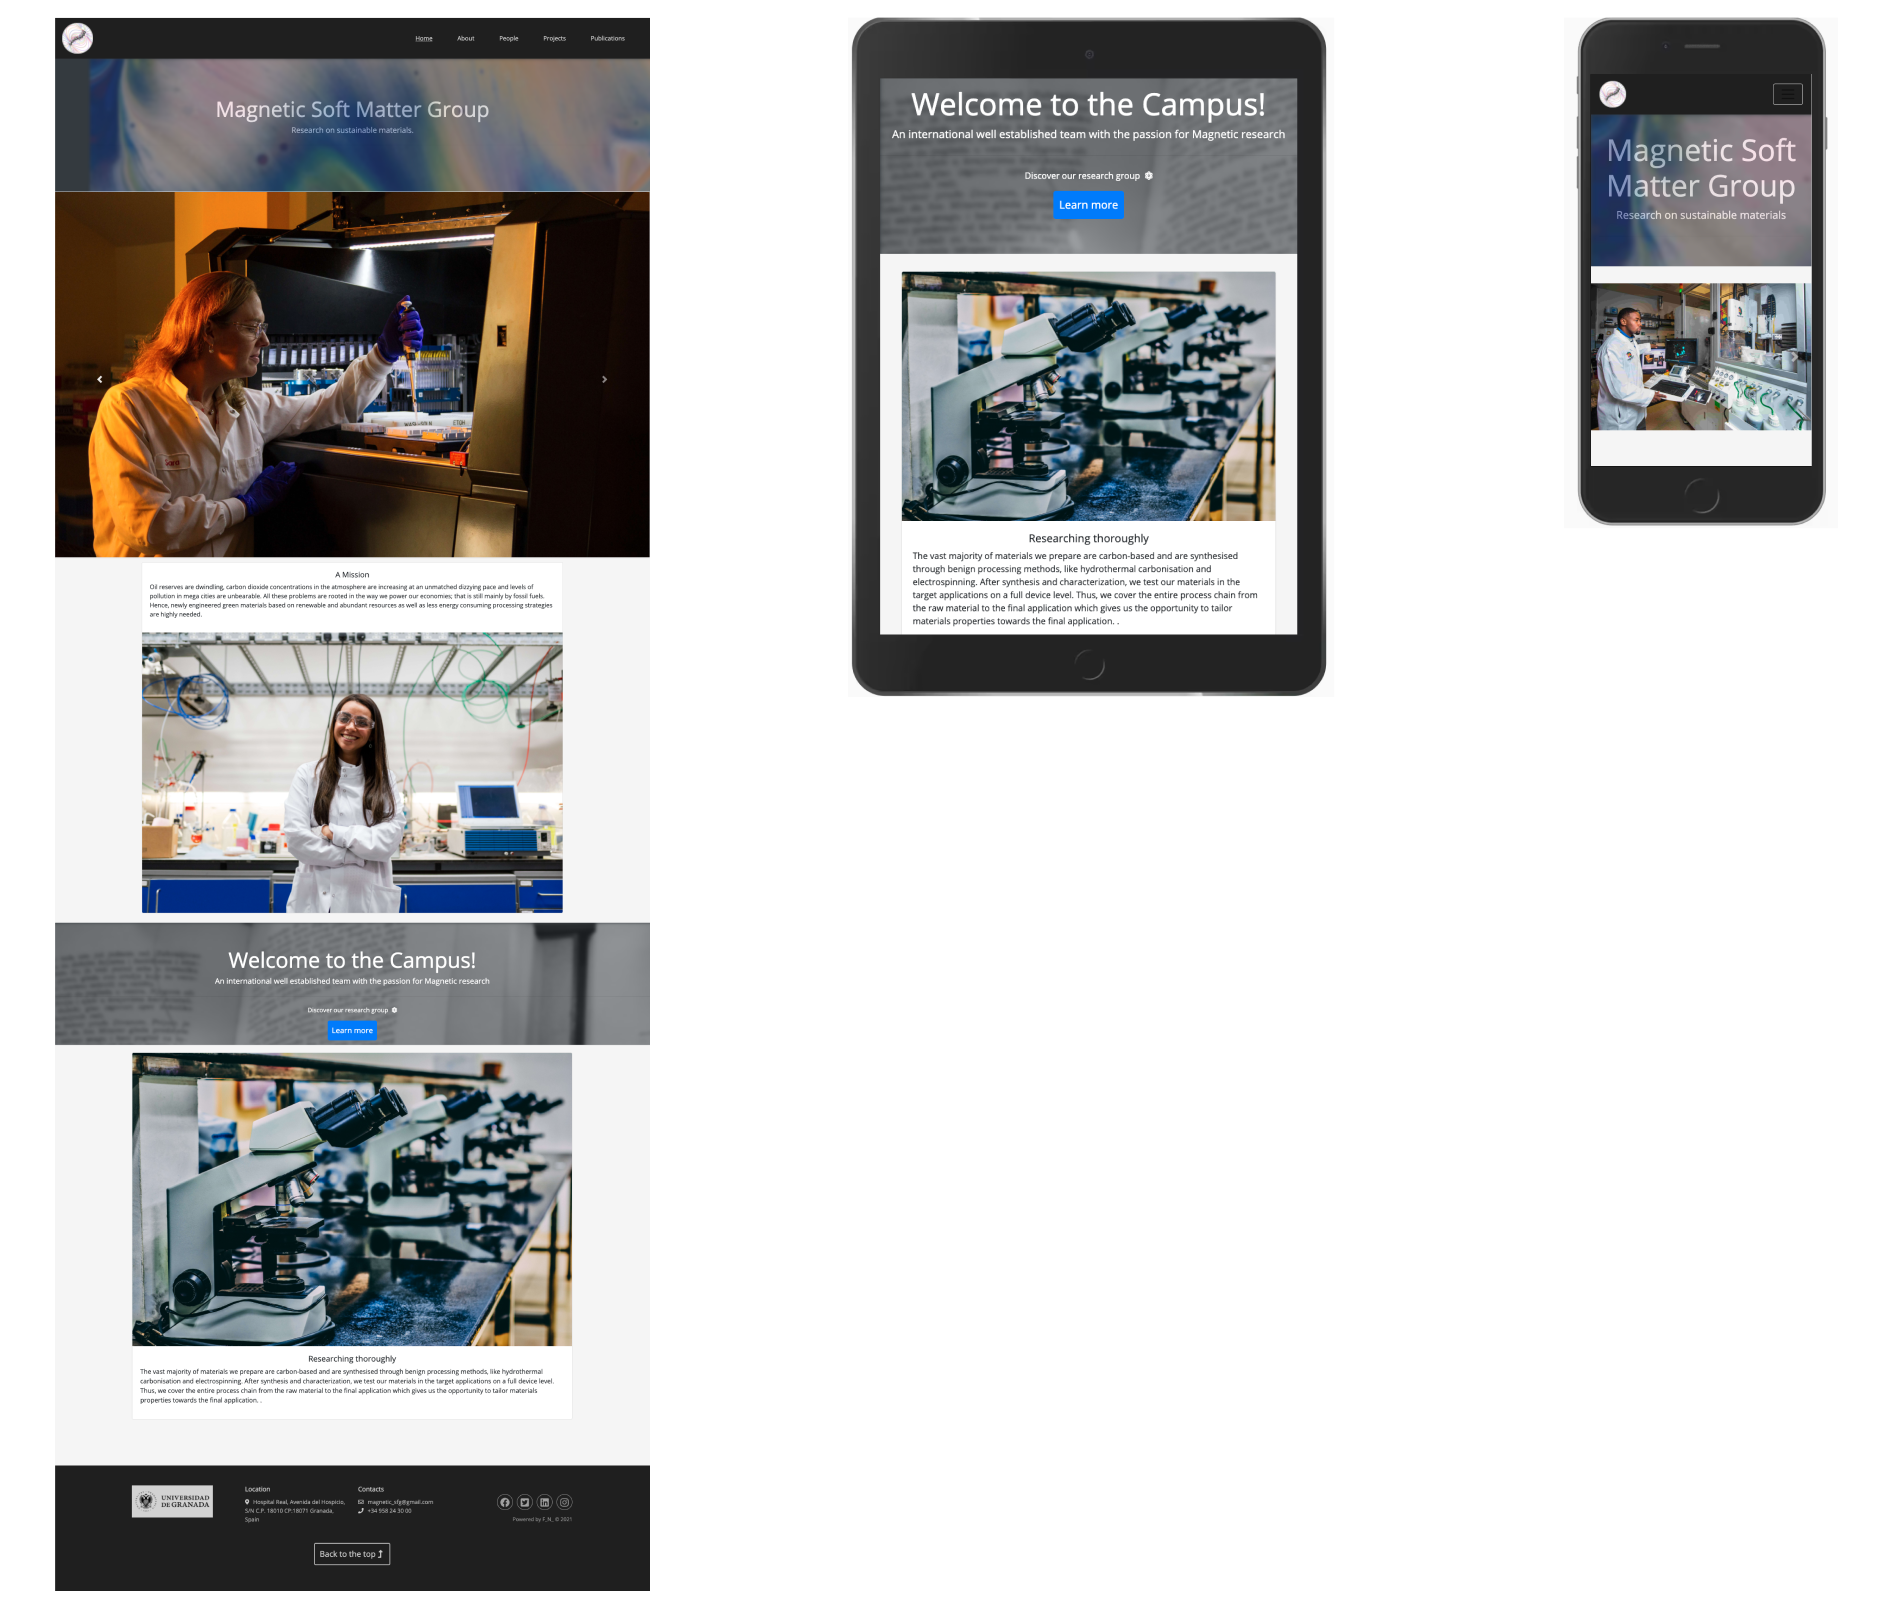 Home About People Projects Publications
Magnetic Soft Matter Group
Research on sustainable materials.
Sara
ETOH
A Mission
Oil reserves are dwindling, carbon dioxide concentrations in the atmosphere are increasing at an unmatched dizzying pace and levels of
pollution in mega cities are unbearable. All these problems are rooted in the way we power our economies; that is still mainly by fossil fuels.
Hence, newly engineered green materials based on renewable and abundant resources as well as less energy consuming processing strategies
are highly needed.
Welcome to the Campus!
An international well established team with the passion for Magnetic research
Discover our research group
Learn more
Researching thoroughly
The vast majority of materials we prepare are carbon-based and are synthesised through benign processing methods, like hydrothermal
carbonisation and electrospinning. After synthesis and characterization, we test our materials in the target applications on a full device level.
Thus, we cover the entire process chain from the raw material to the final application which gives us the opportunity to tailor materials
properties towards the final application. .
UNIVERSIDAD
DE GRANADA
Location
Hospital Real, Avenida del Hospicio,
S/N C.P. 18010 CP:18071 Granada,
Spain
Contacts
magnetic_sfg@gmail.com
+34 958 24 30 00
Powered by F_N_ © 2021
Back to the top
Welcome to the Campus!
An international well established team with the passion for Magnetic research
Discover our research group
Learn more
Researching thoroughly
The vast majority of materials we prepare are carbon-based and are synthesised
through benign processing methods, like hydrothermal carbonisation and
electrospinning. After synthesis and characterization, we test our materials in the
target applications on a full device level. Thus, we cover the entire process chain from
the raw material to the final application which gives us the opportunity to tailor
materials properties towards the final application. .
Magnetic Soft
Matter Group
Research on sustainable materials